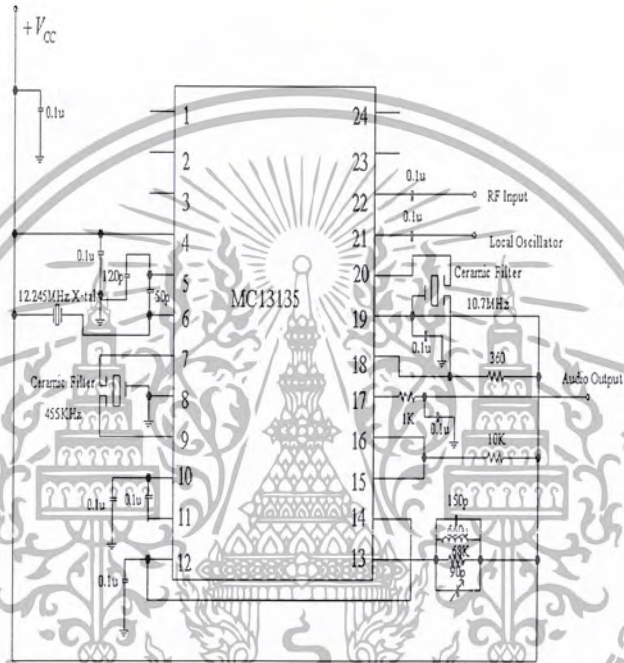 +V_CC
0.1u
1
24
2
23
3
22
0.1u
RF Input
0.1u
4
21
Local Oscillator
0.1u
120p
5
20
Ceramic Filter
50p
MC13135
12.245MHz X-tal
6
19
10.7MHz
0.1u
7
18
360
Ceramic Filter
8
17
Audio Output
1K
0.1u
455KHz
9
16
10K
10
15
0.1u
0.1u
150p
11
14
68K
12
13
90p
0.1u